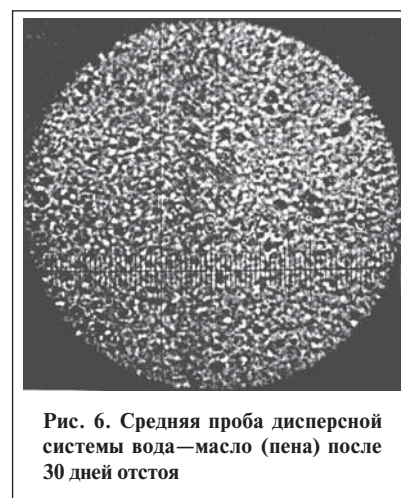 Рис. 6. Средняя проба дисперсной
системы вода—масло (пена) после
30 дней отстоя